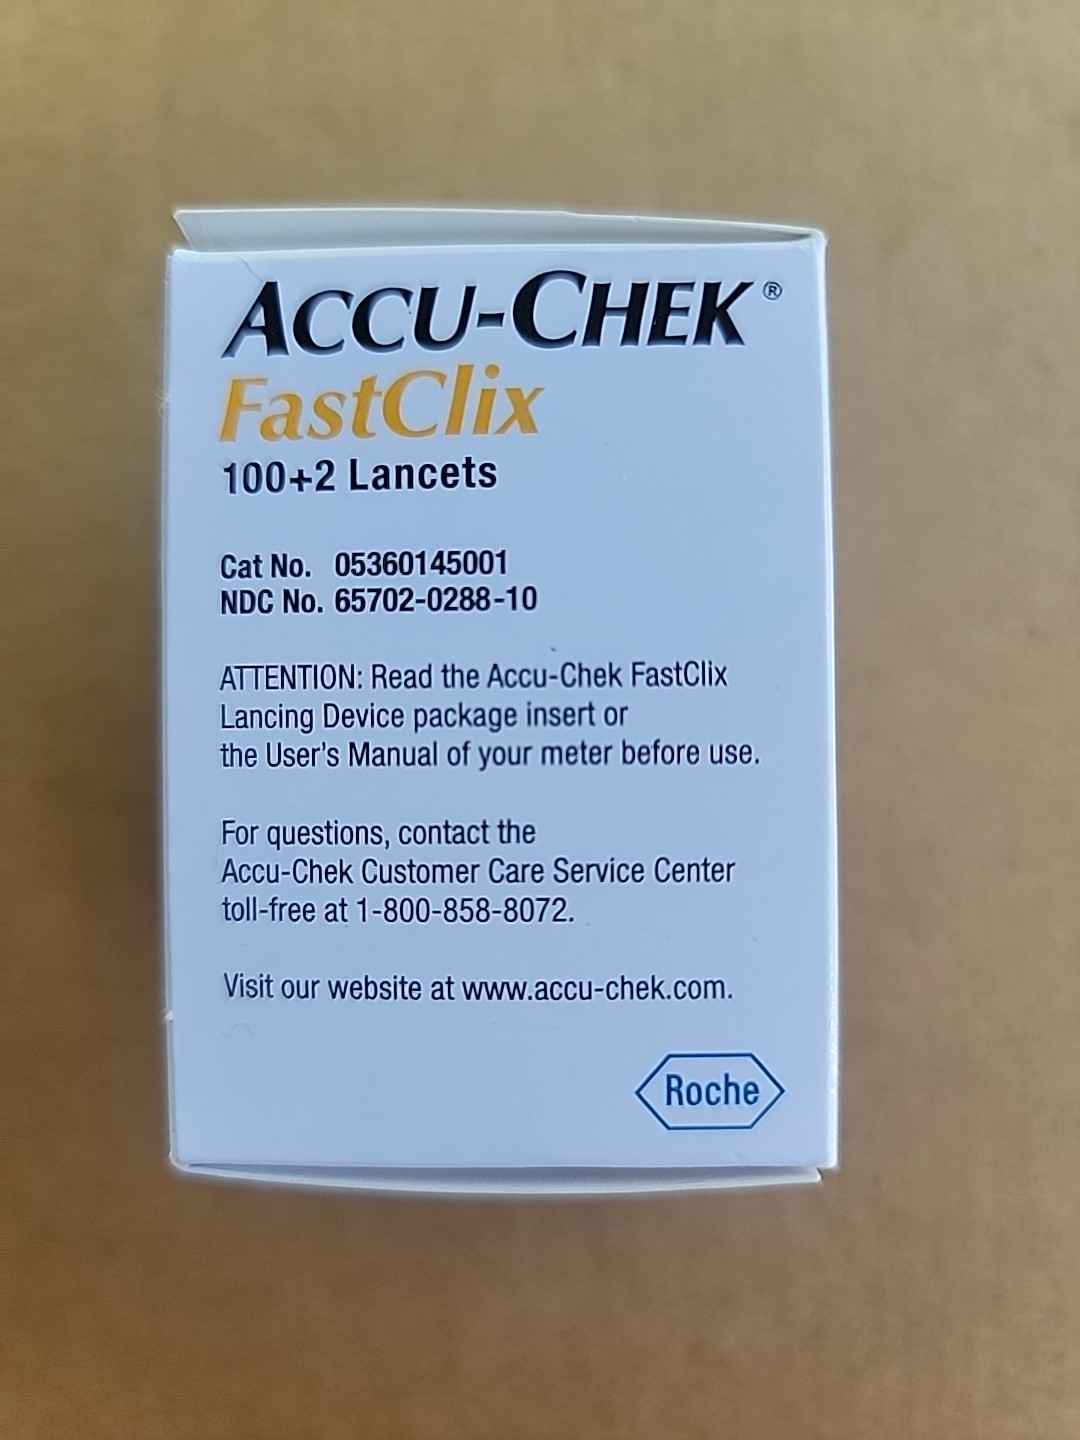 ACCU-CHEK®
FastClix
100+2 Lancets
Cat No. 05360145001
NDC No. 65702-0288-10
ATTENTION: Read the Accu-Chek FastClix
Lancing Device package insert or
the User's Manual of your meter before use.
For questions, contact the
Accu-Chek Customer Care Service Center
toll-free at 1-800-858-8072.
Visit our website at www.accu-chek.com.
Roche